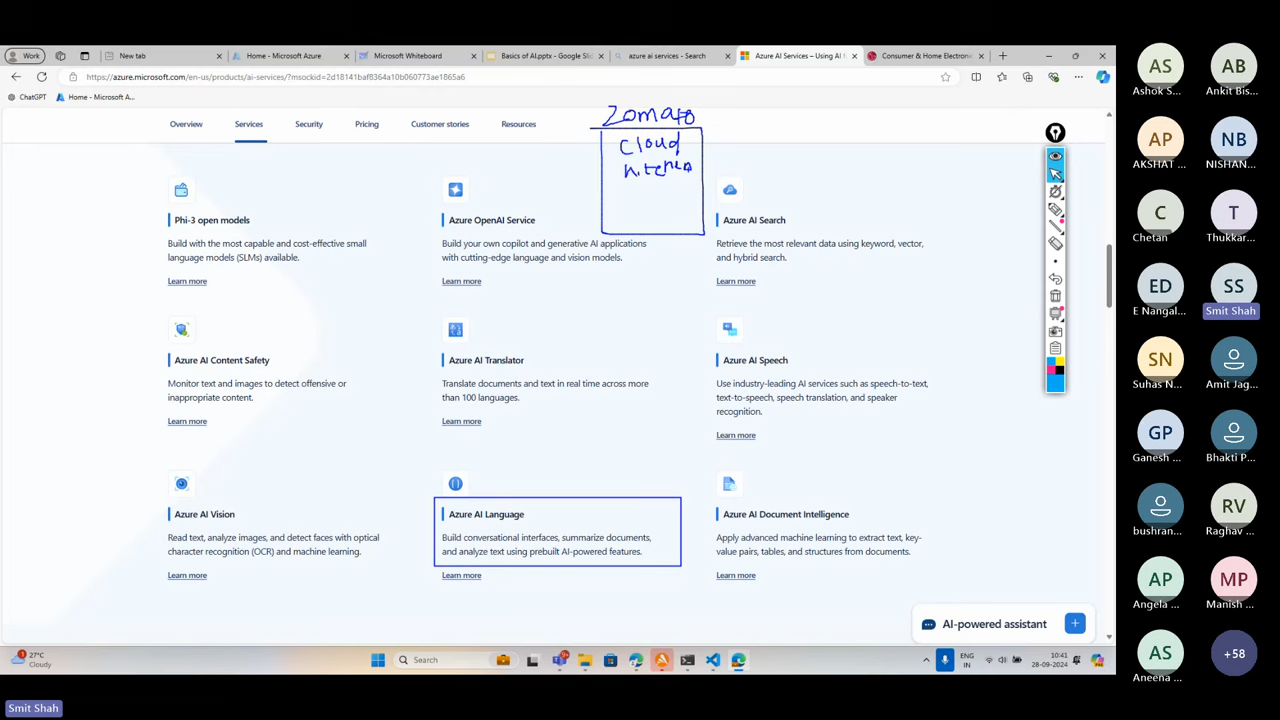 Work
New tab
Home - Microsoft Azure
Microsoft Whiteboard
Basics of AI.pptx - Google Slid
azure ai services - Search
Azure AI Services – Using AI f
Consumer & Home Electronic
https://azure.microsoft.com/en-us/products/ai-services/?msockid=2d18141baf8364a10b060773ae1865a6
ChatGPT
Home - Microsoft A...
Zomato
Overview
Services
Security
Pricing
Customer stories
Resources
Cloud
kitchen
Phi-3 open models
Build with the most capable and cost-effective small
language models (SLMs) available.
Learn more
Azure OpenAI Service
Build your own copilot and generative AI applications
with cutting-edge language and vision models.
Learn more
Azure AI Search
Retrieve the most relevant data using keyword, vector,
and hybrid search.
Learn more
Azure AI Content Safety
Monitor text and images to detect offensive or
inappropriate content.
Learn more
Azure AI Translator
Translate documents and text in real time across more
than 100 languages.
Learn more
Azure AI Speech
Use industry-leading AI services such as speech-to-text,
text-to-speech, speech translation, and speaker
recognition.
Learn more
Azure AI Vision
Read text, analyze images, and detect faces with optical
character recognition (OCR) and machine learning.
Learn more
Azure AI Language
Build conversational interfaces, summarize documents,
and analyze text using prebuilt AI-powered features.
Learn more
Azure AI Document Intelligence
Apply advanced machine learning to extract text, key-
value pairs, tables, and structures from documents.
Learn more
AI-powered assistant
27°C
Cloudy
Search
ENG
IN
10:41
28-09-2024
Smit Shah
AS
Ashok S...
AB
Ankit Bis...
AP
AKSHAT ...
NB
NISHAN...
C
Chetan
T
Thukkar...
ED
E Nangal...
SS
Smit Shah
SN
Suhas N...
Amit Jag...
GP
Ganesh ...
Bhakti P...
bushran...
RV
Raghav ...
AP
Angela ...
MP
Manish ...
AS
Aneena ...
+58